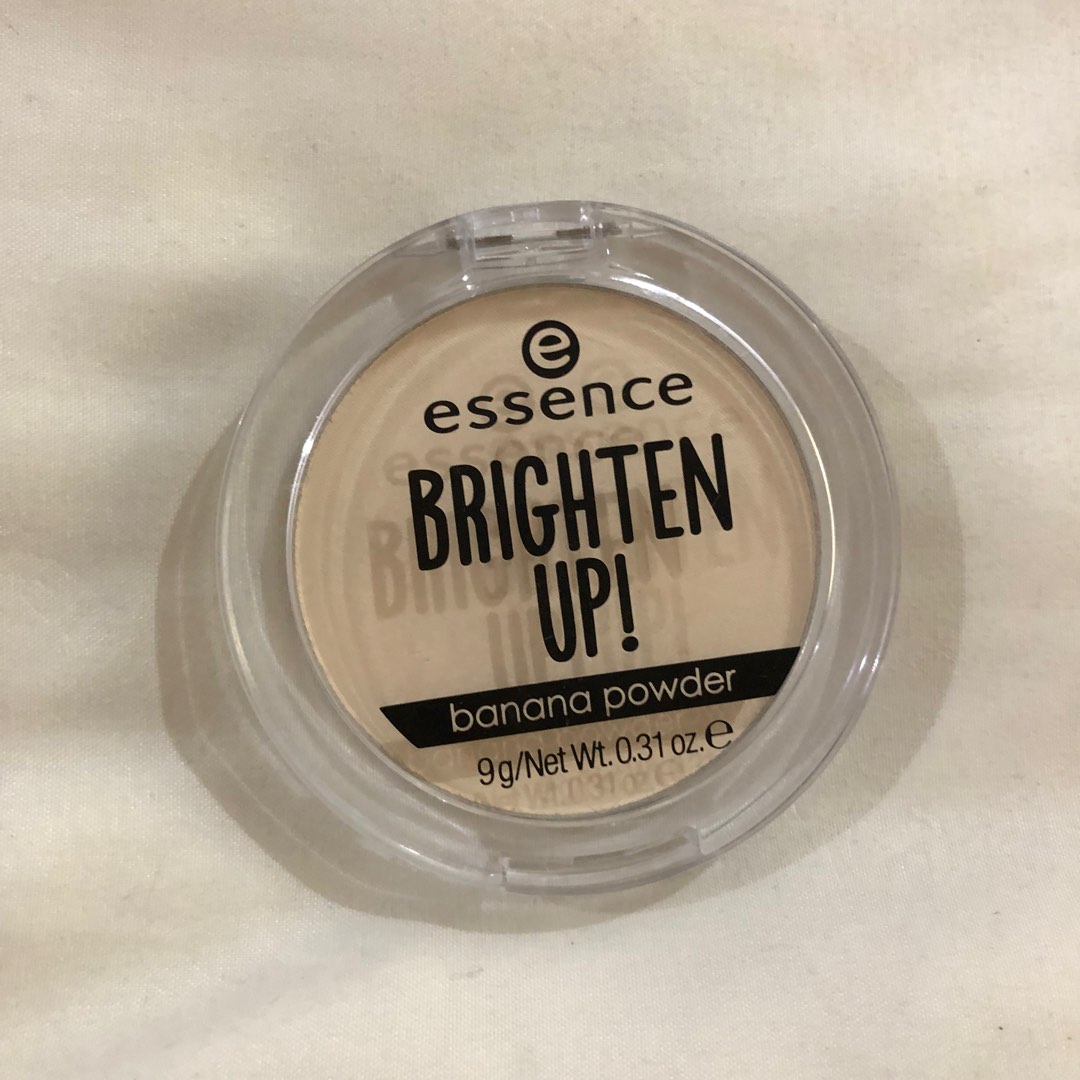 e
essence
BRIGHTEN
UP!
banana powder
9 g/Net Wt. 0.31 oz. ℮